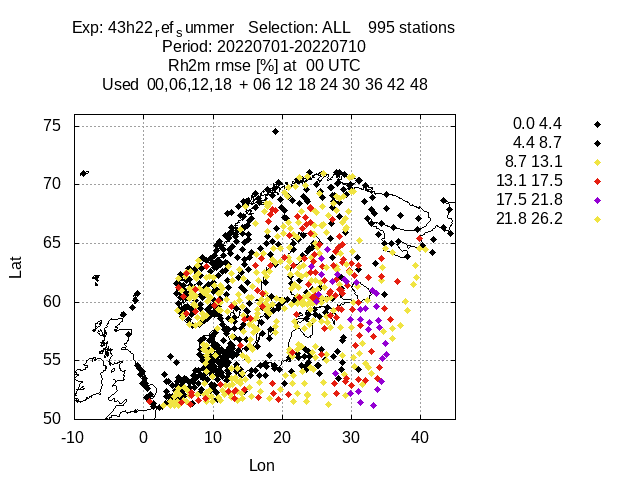 Exp: 43h22ref_summer Selection: ALL 995 stations
Period: 20220701-20220710
Rh2m rmse [%] at 00 UTC
Used 00,06,12,18 + 06 12 18 24 30 36 42 48
0.0 4.4
4.4 8.7
8.7 13.1
13.1 17.5
17.5 21.8
21.8 26.2
75
70
65
60
55
50
Lat
-10 0 10 20 30 40
Lon